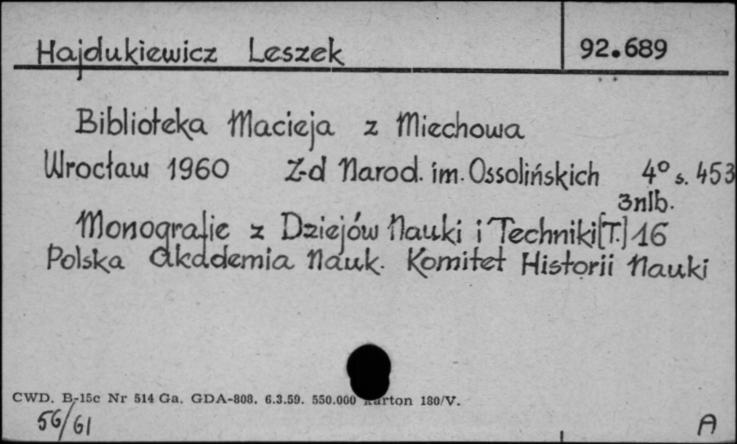 Hajdukiewicz Leszek 92.689
Biblioteka Macieja z Miechowa
Wrocław 1960 Z-d Narod. im. Ossolińskich 4° s. 453
3nlb.
Monografie z Dziejów Nauki i Techniki [T.] 16
Polska Akademia Nauk. Komitet Historii Nauki
CWD. B-15c Nr 514 Ga. GDA-808. 6.3.59. 550.000 karton 180/V.
56/61 A